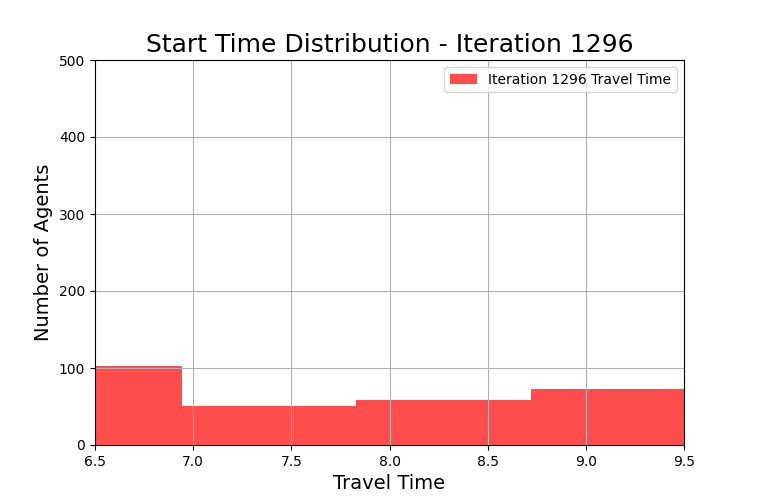 Start Time Distribution - Iteration 1296
Iteration 1296 Travel Time
Number of Agents
500
400
300
200
100
0
6.5 7.0 7.5 8.0 8.5 9.0 9.5
Travel Time